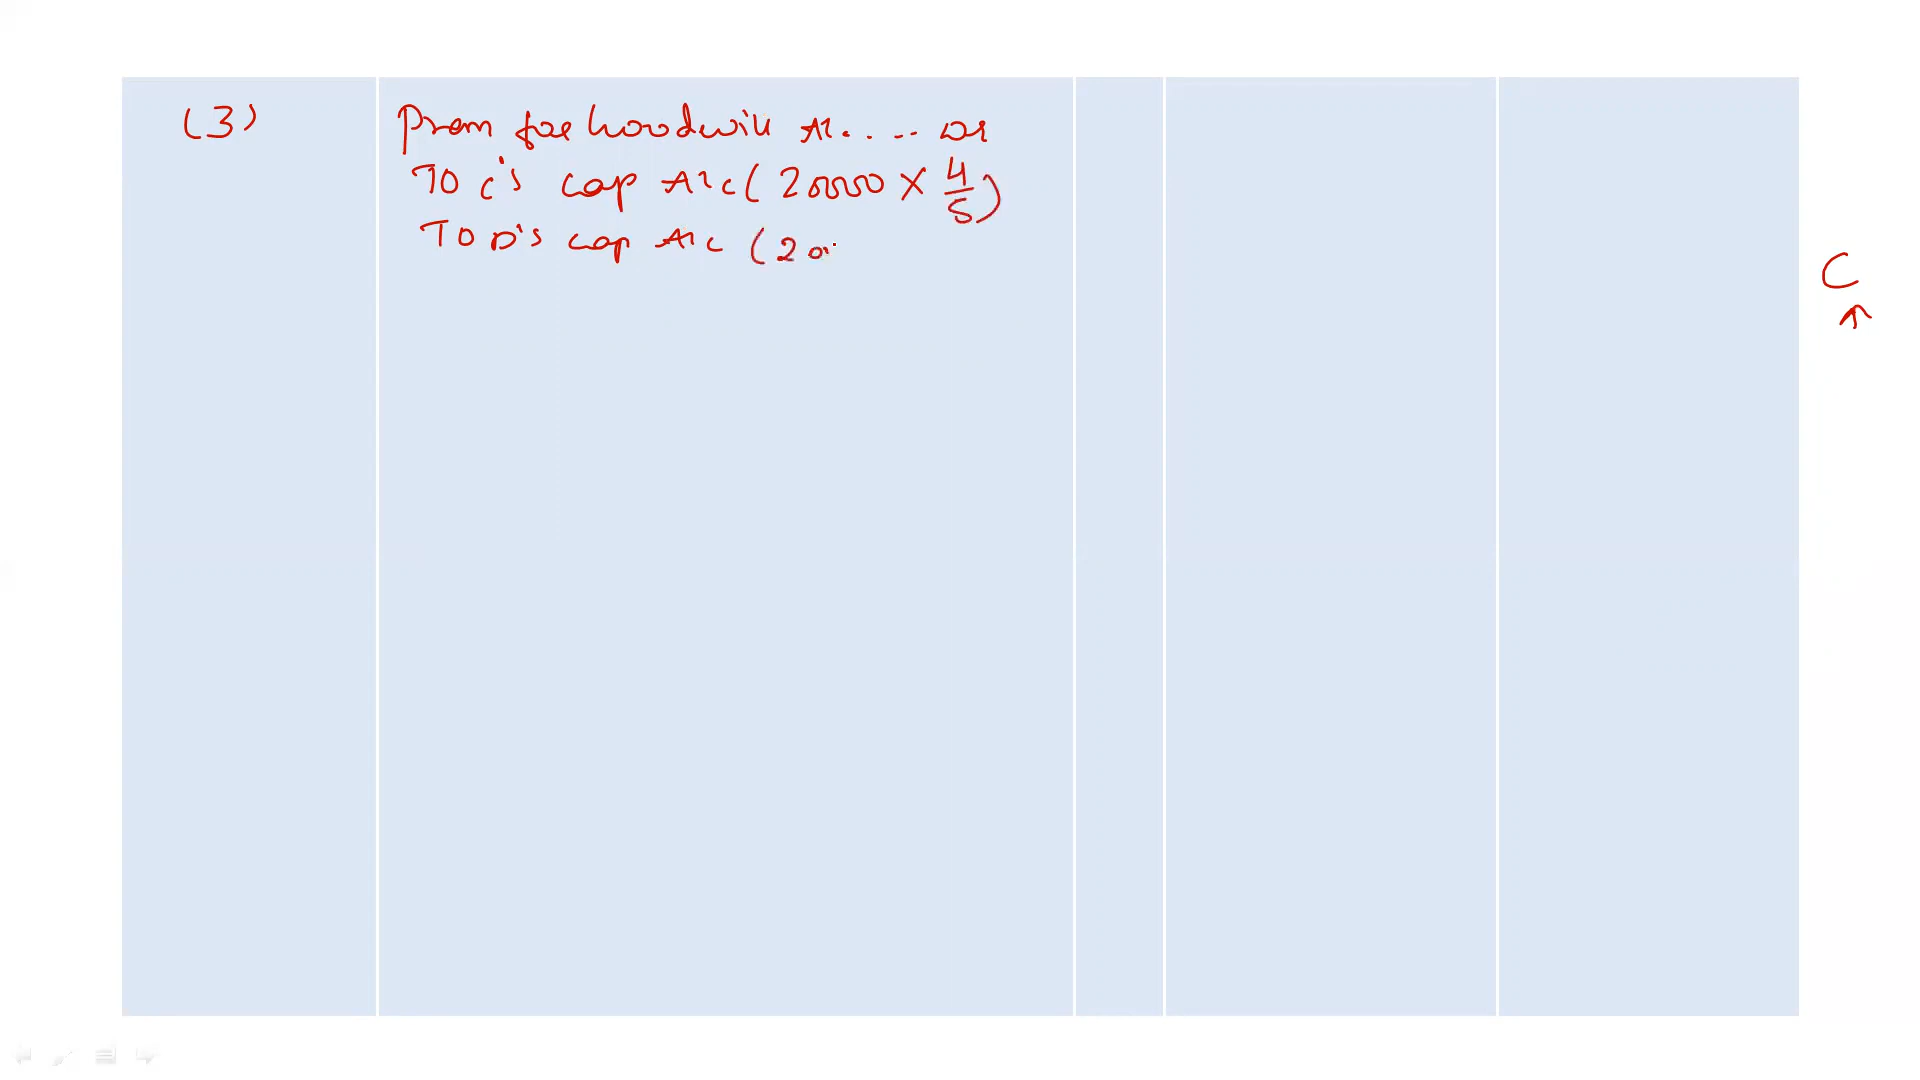 (3) Prem for Goodwill A/c. . -- Dr
To C's cap A/c (20000 × 4/5)
To D's cap A/c (20
C
↑